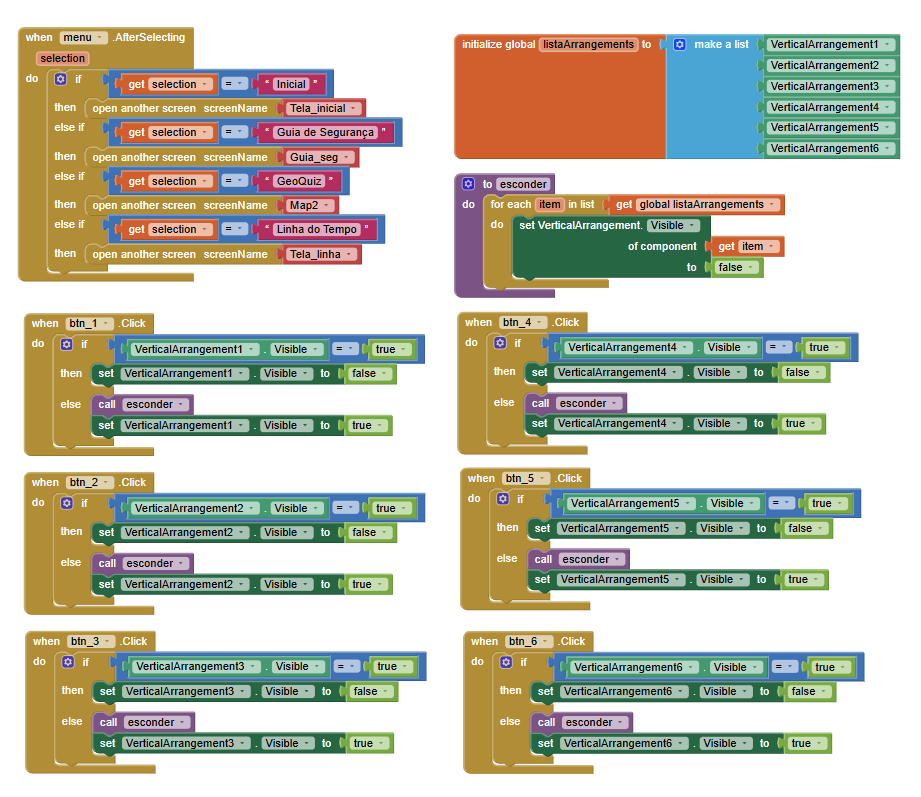 when menu .AfterSelecting
selection
do if get selection = " Inicial "
then open another screen screenName Tela_inicial
else if get selection = " Guia de Segurança "
then open another screen screenName Guia_seg
else if get selection = " GeoQuiz "
then open another screen screenName Map2
else if get selection = " Linha do Tempo "
then open another screen screenName Tela_linha
initialize global listaArrangements to make a list VerticalArrangement1
VerticalArrangement2
VerticalArrangement3
VerticalArrangement4
VerticalArrangement5
VerticalArrangement6
to esconder
do for each item in list get global listaArrangements
do set VerticalArrangement. Visible
of component get item
to false
when btn_1 .Click
do if VerticalArrangement1 . Visible = true
then set VerticalArrangement1 . Visible to false
else call esconder
set VerticalArrangement1 . Visible to true
when btn_4 .Click
do if VerticalArrangement4 . Visible = true
then set VerticalArrangement4 . Visible to false
else call esconder
set VerticalArrangement4 . Visible to true
when btn_2 .Click
do if VerticalArrangement2 . Visible = true
then set VerticalArrangement2 . Visible to false
else call esconder
set VerticalArrangement2 . Visible to true
when btn_5 .Click
do if VerticalArrangement5 . Visible = true
then set VerticalArrangement5 . Visible to false
else call esconder
set VerticalArrangement5 . Visible to true
when btn_3 .Click
do if VerticalArrangement3 . Visible = true
then set VerticalArrangement3 . Visible to false
else call esconder
set VerticalArrangement3 . Visible to true
when btn_6 .Click
do if VerticalArrangement6 . Visible = true
then set VerticalArrangement6 . Visible to false
else call esconder
set VerticalArrangement6 . Visible to true